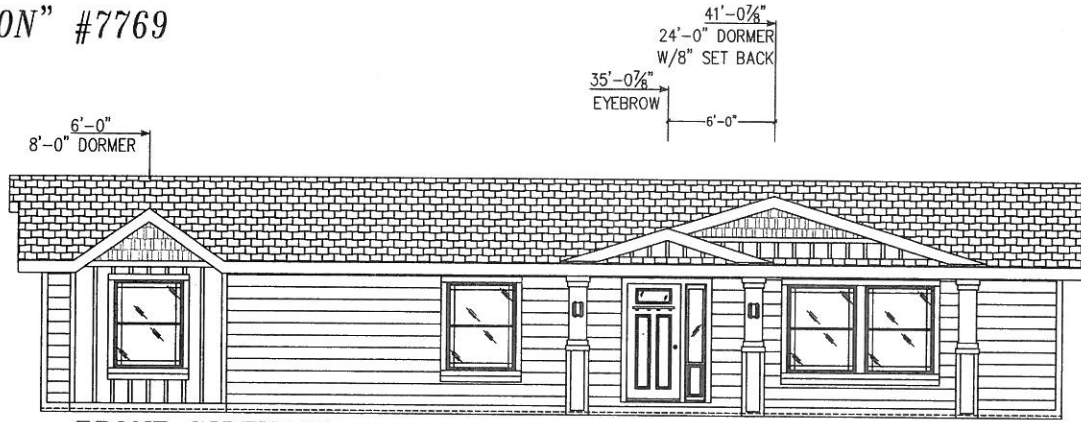 #7769
41'-0⅞"
24'-0" DORMER
W/8" SET BACK
35'-0⅞"
EYEBROW
6'-0"
6'-0"
8'-0" DORMER